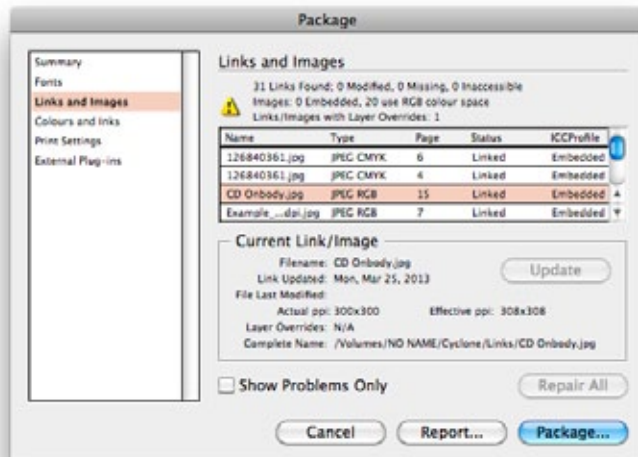 Package
Summary
Fonts
Links and Images
Colours and Inks
Print Settings
External Plug-ins
Links and Images
31 Links Found; 0 Modified, 0 Missing, 0 Inaccessible
Images: 0 Embedded, 20 use RGB colour space
Links/Images with Layer Overrides: 1
Name Type Page Status ICCProfile
126840361.jpg JPEG CMYK 6 Linked Embedded
126840361.jpg JPEG CMYK 4 Linked Embedded
CD Onbody.jpg JPEG RGB 15 Linked Embedded
Example_...dpi.jpg JPEG RGB 7 Linked Embedded
Current Link/Image
Filename: CD Onbody.jpg
Update
Link Updated: Mon, Mar 25, 2013
File Last Modified:
Actual ppi: 300x300 Effective ppi: 308x308
Layer Overrides: N/A
Complete Name: /Volumes/NO NAME/Cyclone/Links/CD Onbody.jpg
Show Problems Only
Repair All
Cancel Report... Package...